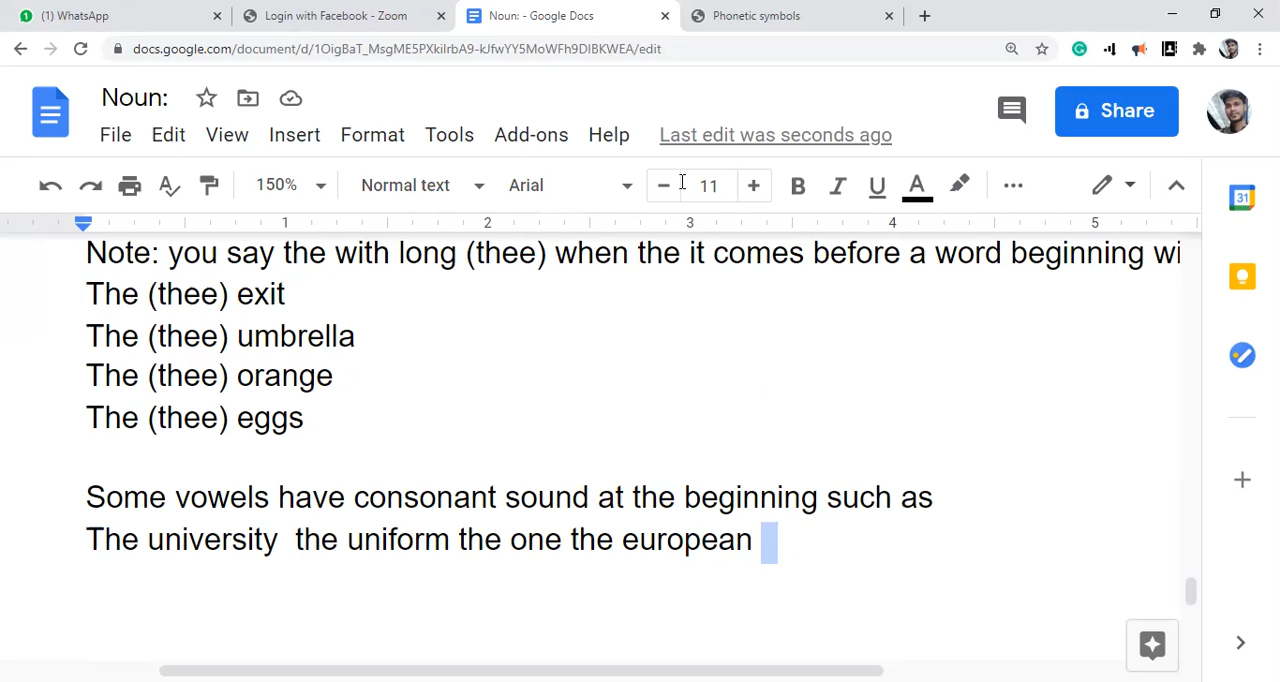 (1) WhatsApp
Login with Facebook - Zoom
Noun: - Google Docs
Phonetic symbols
docs.google.com/document/d/1OigBaT_MsgME5PXkilrbA9-kJfwYY5MoWFh9DIBKWEA/edit
Noun:
Share
File Edit View Insert Format Tools Add-ons Help Last edit was seconds ago
150% Normal text Arial 11 B I U A
1 2 3 4 5
Note: you say the with long (thee) when the it comes before a word beginning wi
The (thee) exit
The (thee) umbrella
The (thee) orange
The (thee) eggs
Some vowels have consonant sound at the beginning such as
The university  the uniform the one the european
31